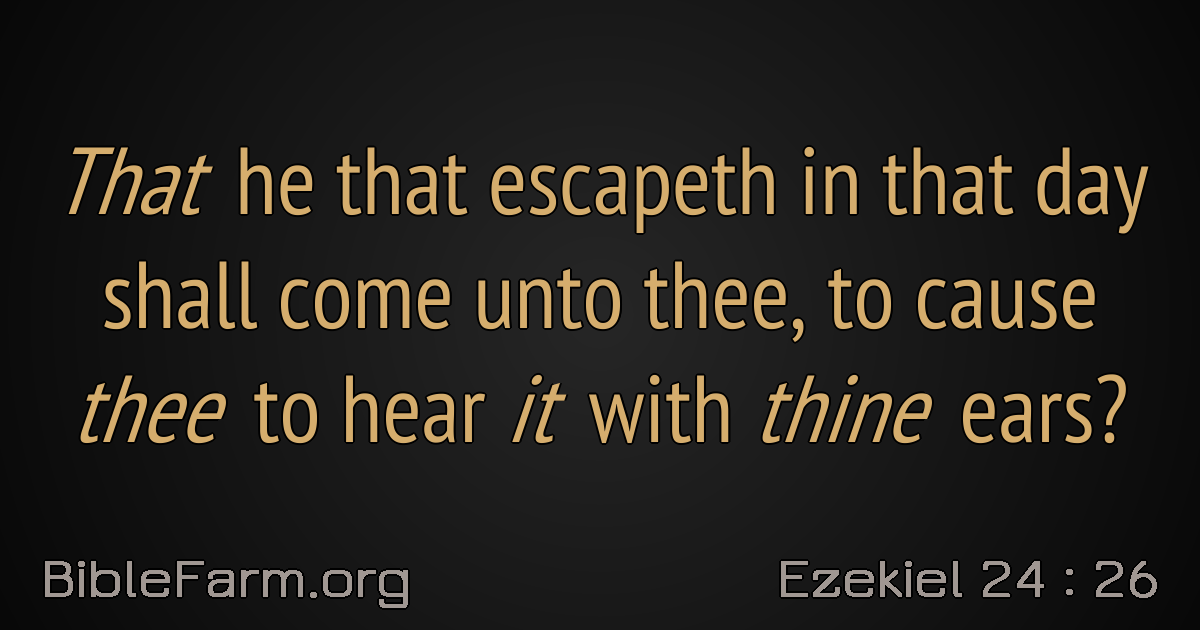 That he that escapeth in that day
shall come unto thee, to cause
thee to hear it with thine ears?
BibleFarm.org
Ezekiel 24 : 26